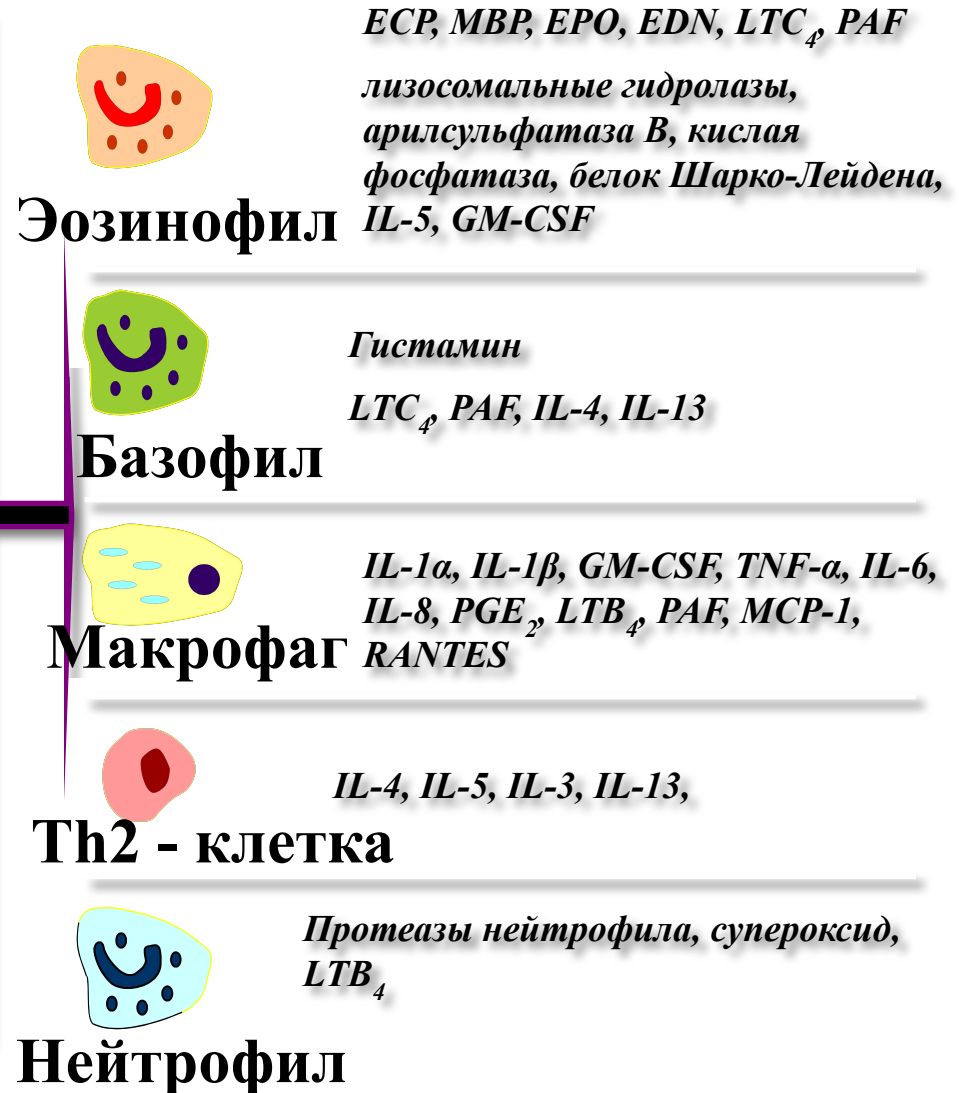 ECP, MBP, EPO, EDN, LTC₄, PAF
лизосомальные гидролазы,
арилсульфатаза В, кислая
фосфатаза, белок Шарко-Лейдена,
IL-5, GM-CSF
Эозинофил
Гистамин
LTC₄, PAF, IL-4, IL-13
Базофил
IL-1α, IL-1β, GM-CSF, TNF-α, IL-6,
IL-8, PGE₂, LTB₄, PAF, MCP-1,
RANTES
Макрофаг
IL-4, IL-5, IL-3, IL-13,
Th2 - клетка
Протеазы нейтрофила, супероксид,
LTB₄
Нейтрофил